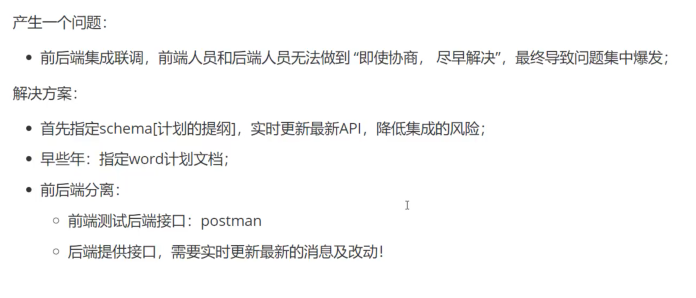 产生一个问题：
前后端集成联调，前端人员和后端人员无法做到 “即使协商， 尽早解决”，最终导致问题集中爆发；
解决方案：
首先指定schema[计划的提纲]，实时更新最新API，降低集成的风险；
早些年：指定word计划文档；
前后端分离：
前端测试后端接口：postman
后端提供接口，需要实时更新最新的消息及改动！